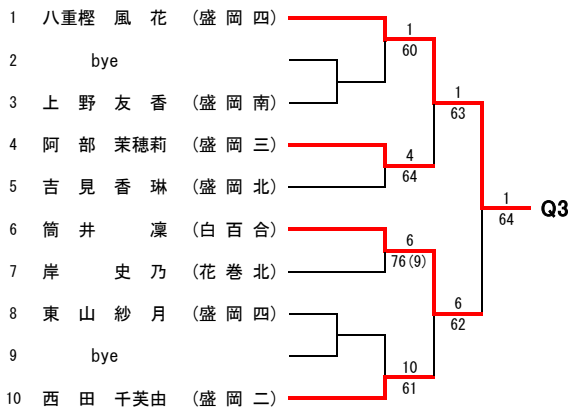 1 八重樫 風 花 (盛 岡 四)
1
60
2 bye
1
63
3 上 野 友 香 (盛 岡 南)
4 阿 部 茉穂莉 (盛 岡 三)
4
64
5 吉 見 香 琳 (盛 岡 北)
1
64
Q3
6 筒 井 凜 (白 百 合)
6
76(9)
7 岸 史 乃 (花 巻 北)
6
62
8 東 山 紗 月 (盛 岡 四)
9 bye
10
61
10 西 田 千芙由 (盛 岡 二)